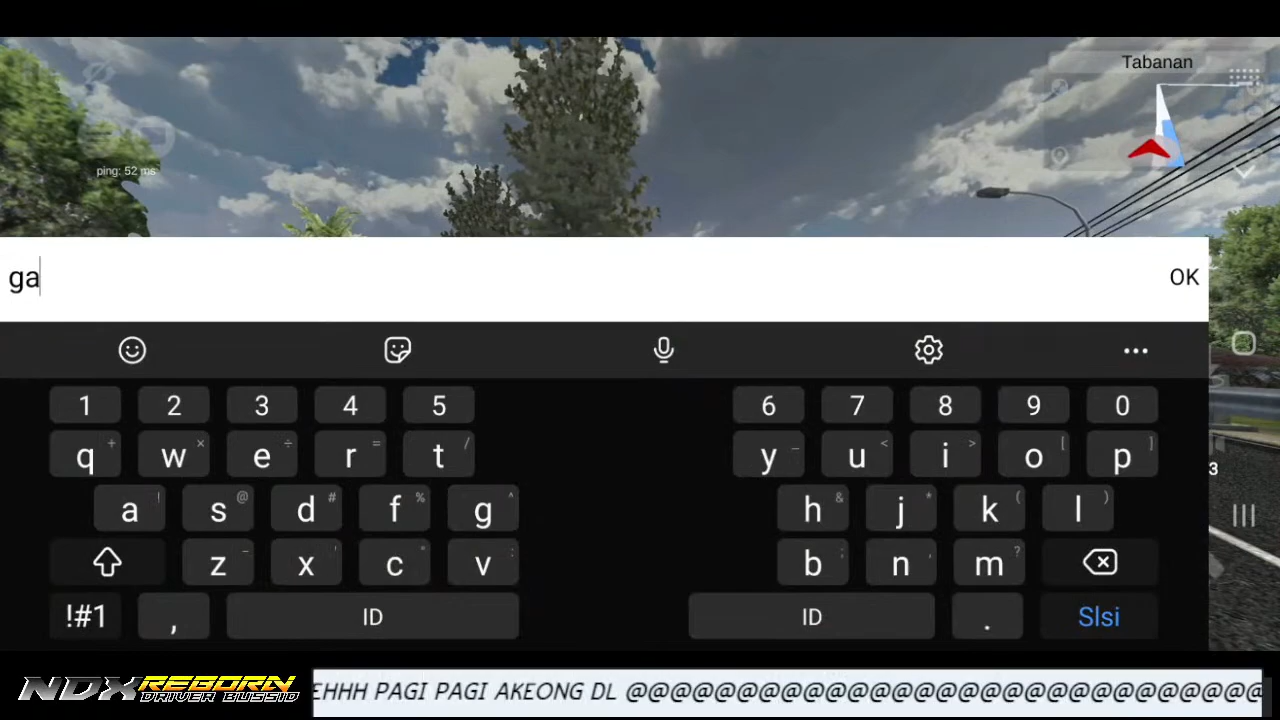 Tabanan
ping: 52 ms
ga
OK
1 2 3 4 5 6 7 8 9 0
q w e r t y u i o p
a s d f g h j k l
z x c v b n m
!#1 , ID ID . Slsi
3
NDX REBORN
DRIVER BUSSID
EHHH PAGI PAGI AKEONG DL @@@@@@@@@@@@@@@@@@@@@@@@@@@@